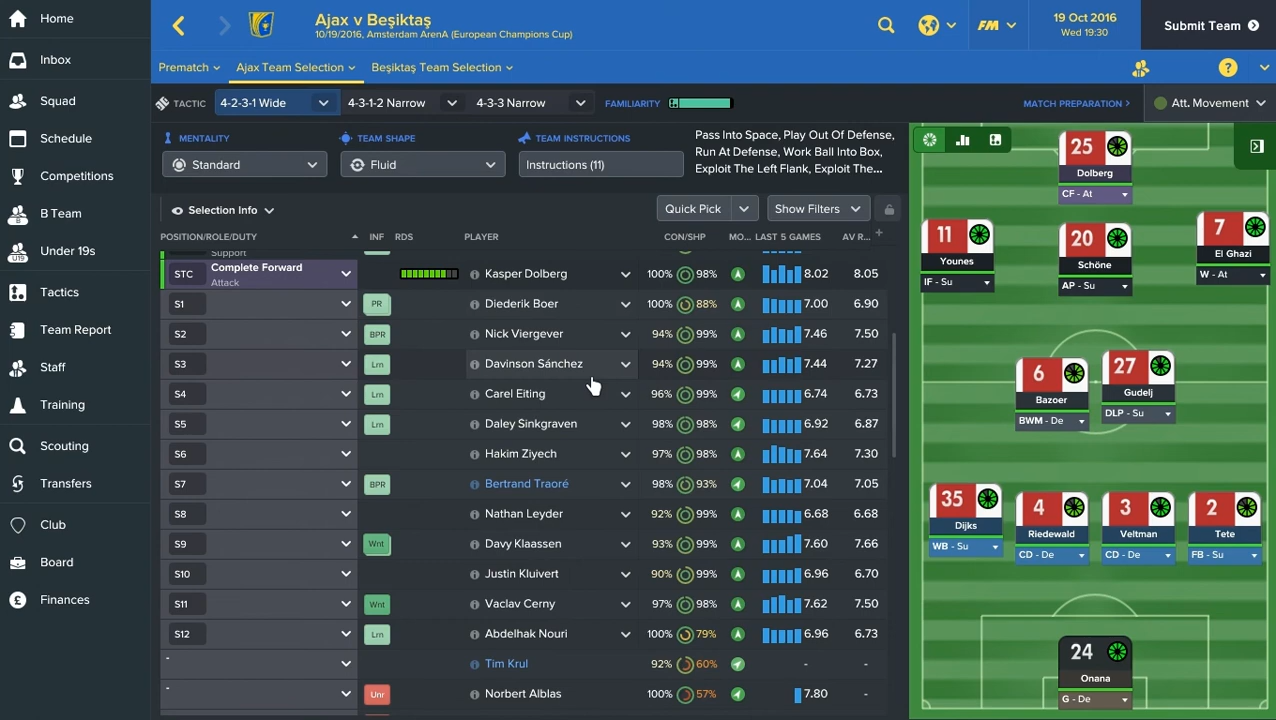 Home
Inbox
Squad
Schedule
Competitions
B
B Team
U19
Under 19s
Tactics
Team Report
Staff
Training
Scouting
Transfers
Club
Board
Finances
Ajax v Beşiktaş
10/19/2016, Amsterdam ArenA (European Champions Cup)
FM
19 Oct 2016
Wed 19:30
Submit Team
Prematch
Ajax Team Selection
Beşiktaş Team Selection
?
TACTIC
4-2-3-1 Wide
4-3-1-2 Narrow
4-3-3 Narrow
FAMILIARITY
MATCH PREPARATION >
Att. Movement
MENTALITY
Standard
TEAM SHAPE
Fluid
TEAM INSTRUCTIONS
Instructions (11)
Pass Into Space, Play Out Of Defense,
Run At Defense, Work Ball Into Box,
Exploit The Left Flank, Exploit The...
Selection Info
Quick Pick
Show Filters
POSITION/ROLE/DUTY INF RDS PLAYER CON/SHP MO... LAST 5 GAMES AV R... +
Support
STC Complete Forward Attack Kasper Dolberg 100% 98% 8.02 8.05
S1 PR Diederik Boer 100% 88% 7.00 6.90
S2 BPR Nick Viergever 94% 99% 7.46 7.50
S3 Lrn Davinson Sánchez 94% 99% 7.44 7.27
S4 Lrn Carel Eiting 96% 99% 6.74 6.73
S5 Lrn Daley Sinkgraven 98% 98% 6.92 6.87
S6 Hakim Ziyech 97% 98% 7.64 7.30
S7 BPR Bertrand Traoré 98% 93% 7.04 7.05
S8 Nathan Leyder 92% 99% 6.68 6.68
S9 Wnt Davy Klaassen 93% 99% 7.60 7.66
S10 Justin Kluivert 90% 99% 6.96 6.70
S11 Wnt Vaclav Cerny 97% 98% 7.62 7.50
S12 Lrn Abdelhak Nouri 100% 79% 6.96 6.73
- Tim Krul 92% 60% - -
- Unr Norbert Alblas 100% 57% 7.80 -
25
Dolberg
CF - At
11
Younes
IF - Su
20
Schöne
AP - Su
7
El Ghazi
W - At
6
Bazoer
BWM - De
27
Gudelj
DLP - Su
35
Dijks
WB - Su
4
Riedewald
CD - De
3
Veltman
CD - De
2
Tete
FB - Su
24
Onana
G - De